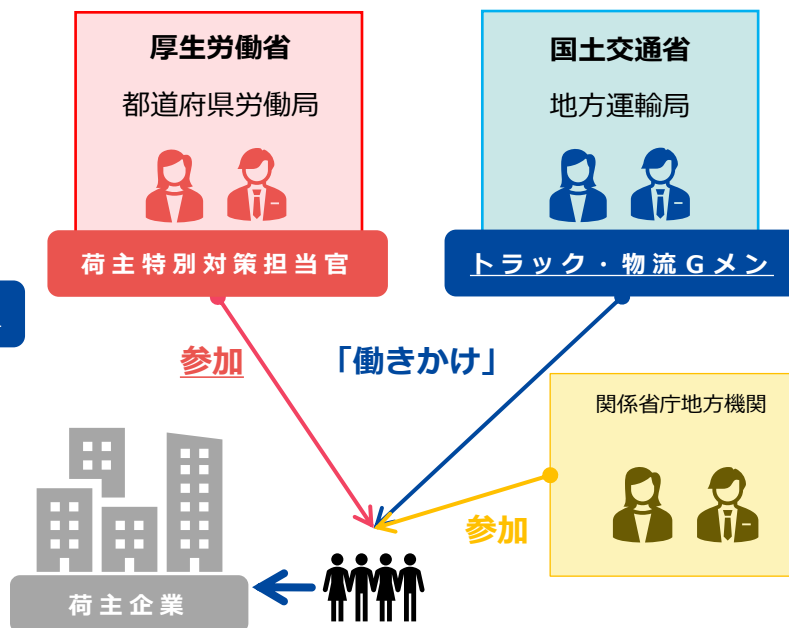 厚生労働省
都道府県労働局
荷主特別対策担当官
国土交通省
地方運輸局
トラック・物流Gメン
参加
「働きかけ」
関係省庁地方機関
参加
荷主企業